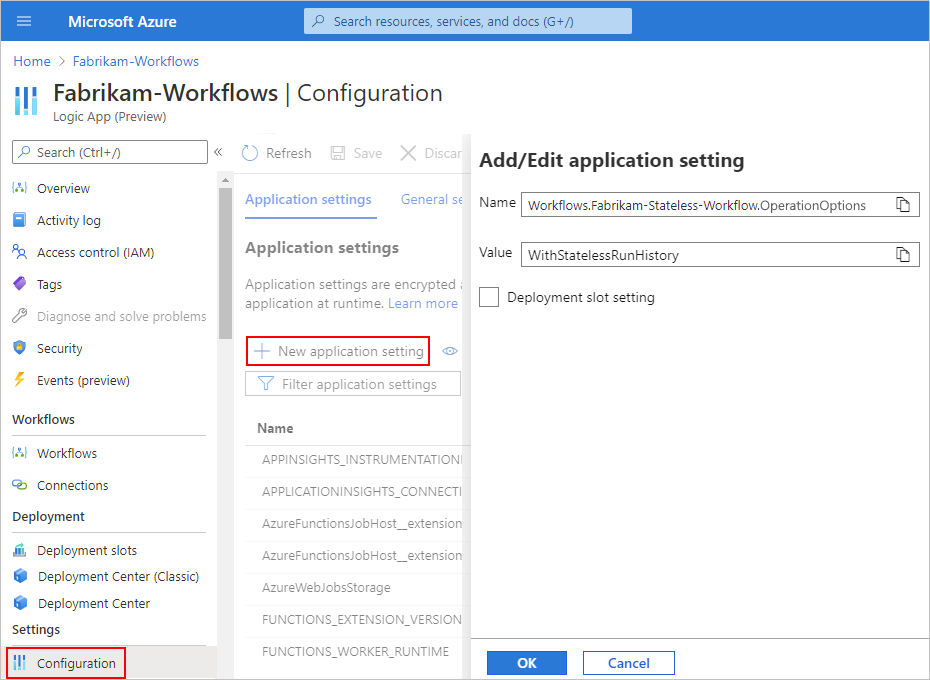 Microsoft Azure
Search resources, services, and docs (G+/)
Home > Fabrikam-Workflows
Fabrikam-Workflows | Configuration
Logic App (Preview)
Search (Ctrl+/)
«
Overview
Activity log
Access control (IAM)
Tags
Diagnose and solve problems
Security
Events (preview)
Workflows
Workflows
Connections
Deployment
Deployment slots
Deployment Center (Classic)
Deployment Center
Settings
Configuration
Refresh
Save
Discar
Application settings
General se
Application settings
Application settings are encrypted a
application at runtime. Learn more
New application setting
Filter application settings
Name
APPINSIGHTS_INSTRUMENTATION
APPLICATIONINSIGHTS_CONNECTI
AzureFunctionsJobHost__extension
AzureFunctionsJobHost__extension
AzureWebJobsStorage
FUNCTIONS_EXTENSION_VERSION
FUNCTIONS_WORKER_RUNTIME
Add/Edit application setting
Name
Workflows.Fabrikam-Stateless-Workflow.OperationOptions
Value
WithStatelessRunHistory
Deployment slot setting
OK
Cancel